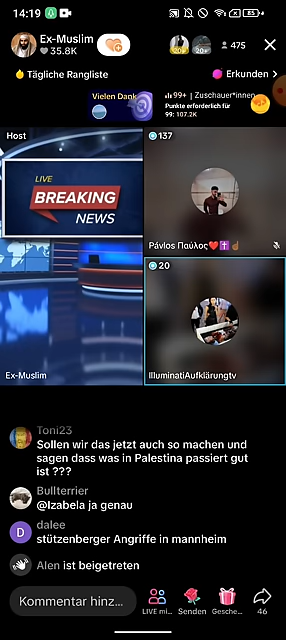 14:19
85
Ex-Muslim
35.8K
475
Tägliche Rangliste
Erkunden >
Vielen Dank
99+ | Zuschauer*innen
Punkte erforderlich für
99: 107.2K
Host
137
LIVE
BREAKING
NEWS
Pávlos Παύλος
20
Ex-Muslim
IlluminatiAufklärungtv
Toni23
Sollen wir das jetzt auch so machen und
sagen dass was in Palestina passiert gut
ist ???
Bullterrier
@Izabela ja genau
D
dalee
stützenberger Angriffe in mannheim
Alen ist beigetreten
Kommentar hinz...
LIVE mi...
Senden
Gesche...
46